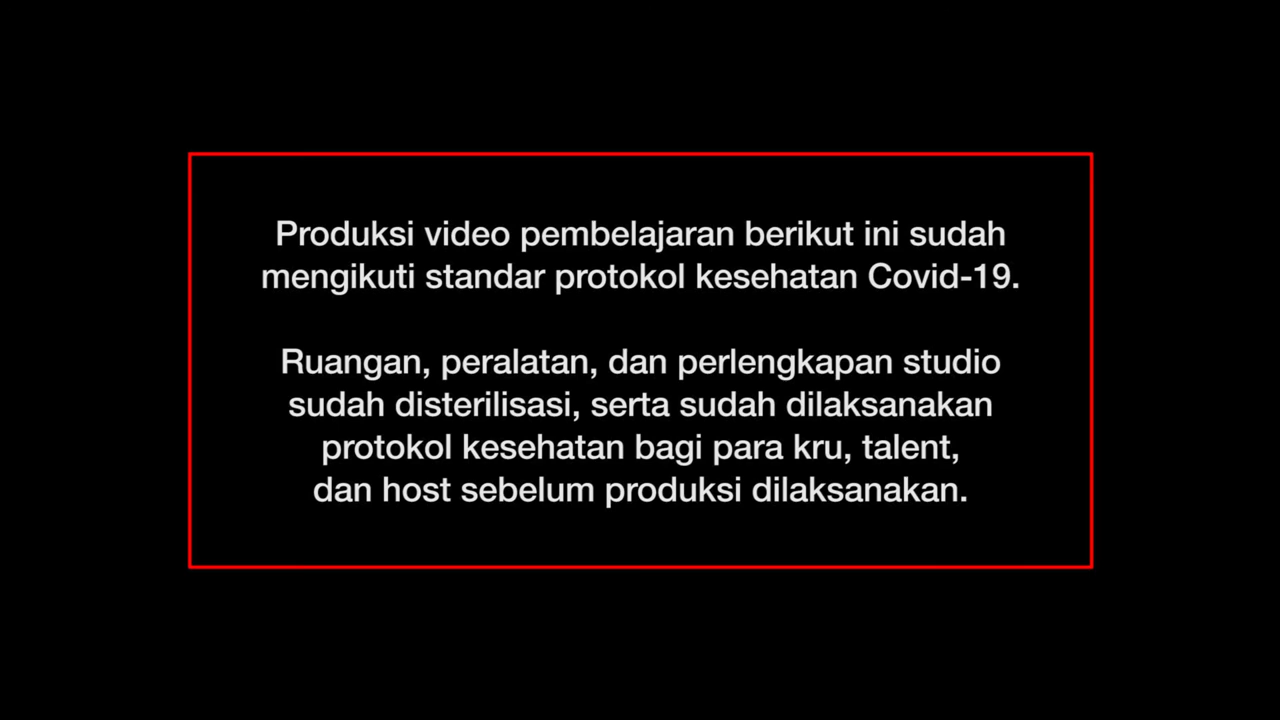 Produksi video pembelajaran berikut ini sudah
mengikuti standar protokol kesehatan Covid-19.
Ruangan, peralatan, dan perlengkapan studio
sudah disterilisasi, serta sudah dilaksanakan
protokol kesehatan bagi para kru, talent,
dan host sebelum produksi dilaksanakan.